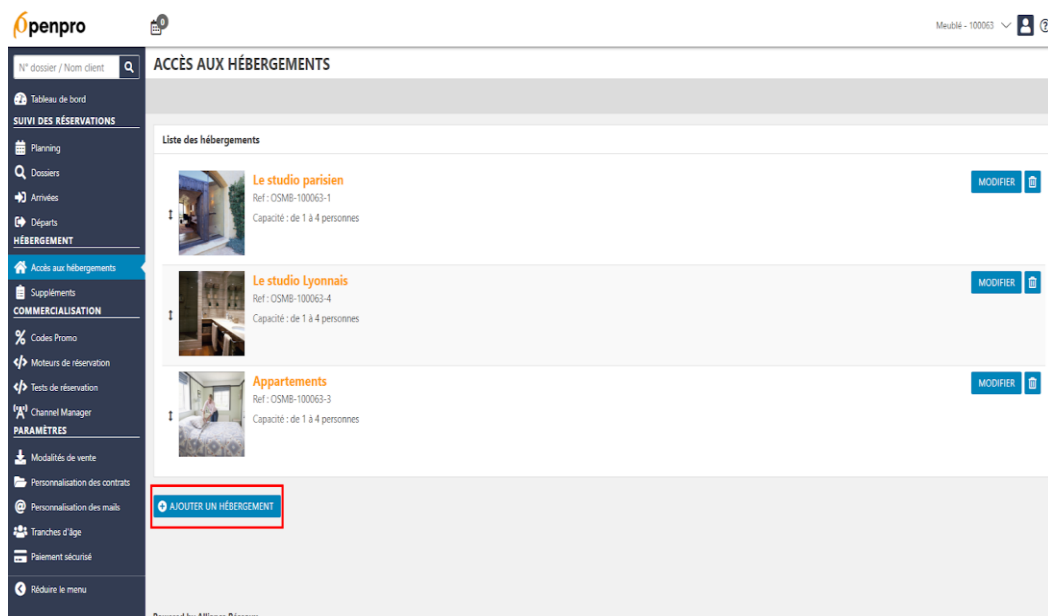 Openpro
0
Meublé - 100063
N° dossier / Nom client
Tableau de bord
SUIVI DES RÉSERVATIONS
Planning
Dossiers
Arrivées
Départs
HÉBERGEMENT
Accès aux hébergements
Suppléments
COMMERCIALISATION
Codes Promo
Moteurs de réservation
Tests de réservation
Channel Manager
PARAMÈTRES
Modalités de vente
Personnalisation des contrats
Personnalisation des mails
Tranches d'âge
Paiement sécurisé
Réduire le menu
ACCÈS AUX HÉBERGEMENTS
Liste des hébergements
Le studio parisien
Ref : OSMB-100063-1
Capacité : de 1 à 4 personnes
MODIFIER
Le studio Lyonnais
Ref : OSMB-100063-4
Capacité : de 1 à 4 personnes
MODIFIER
Appartements
Ref : OSMB-100063-3
Capacité : de 1 à 4 personnes
MODIFIER
AJOUTER UN HÉBERGEMENT
Powered by Alliance Réseaux